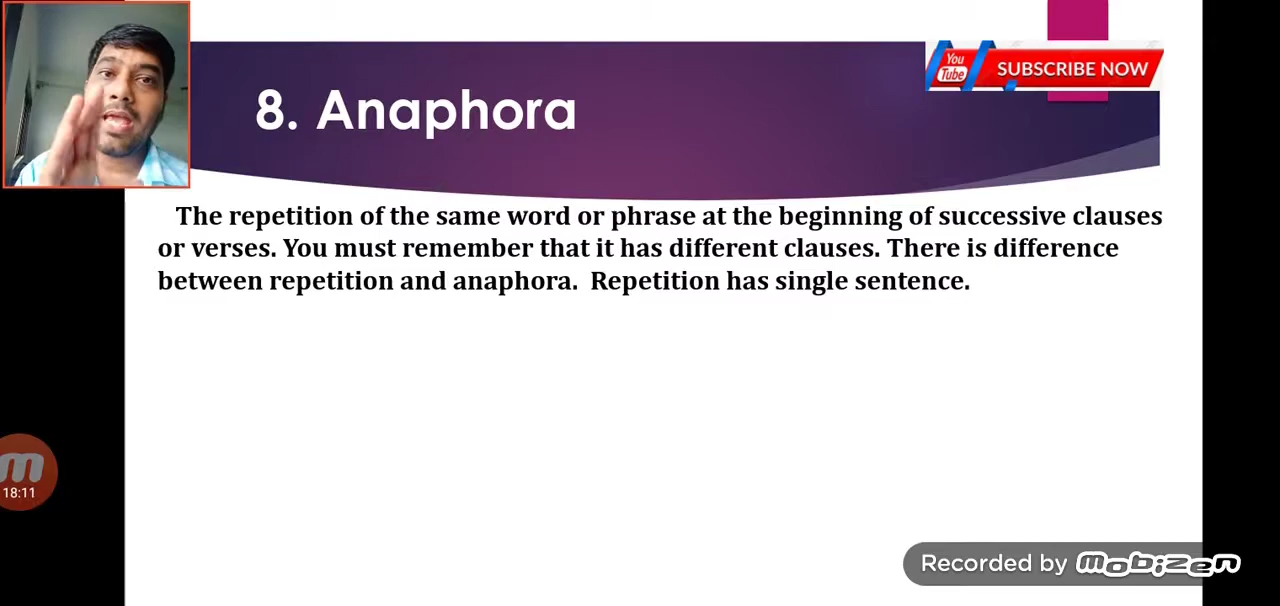 8. Anaphora
You
Tube
SUBSCRIBE NOW
The repetition of the same word or phrase at the beginning of successive clauses
or verses. You must remember that it has different clauses. There is difference
between repetition and anaphora. Repetition has single sentence.
m
18:11
Recorded by Mobizen